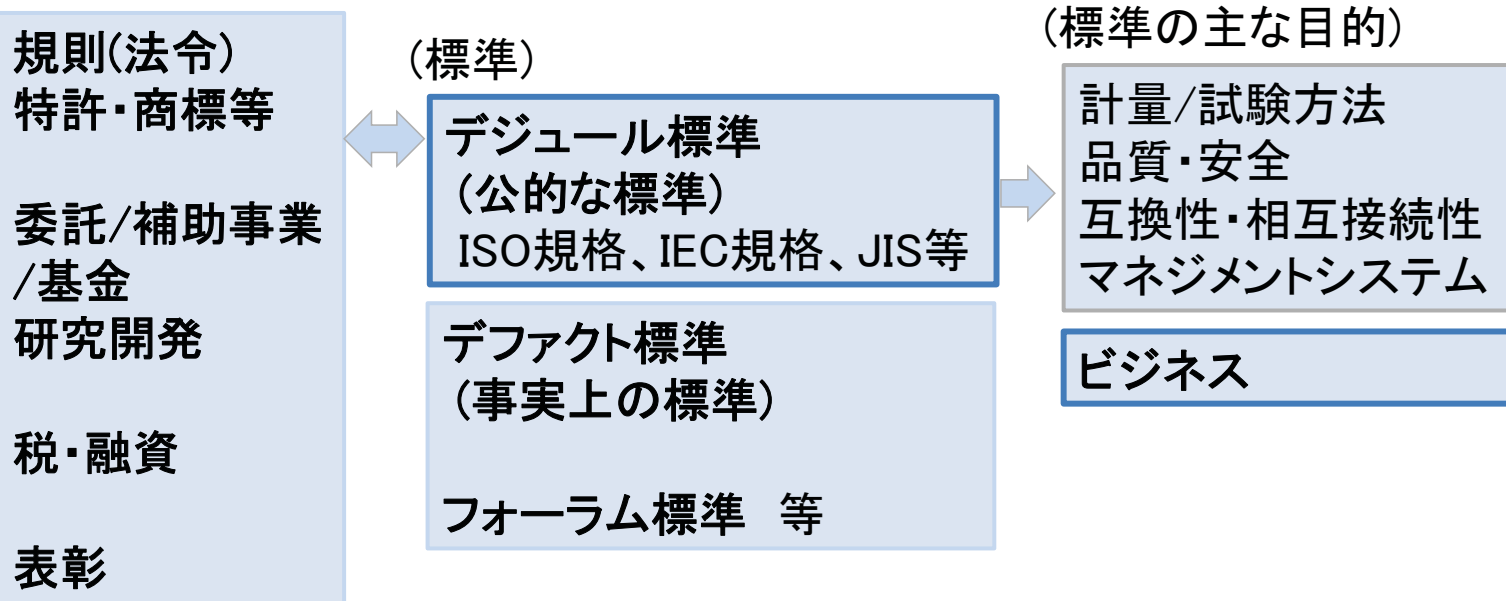 規則(法令)
特許・商標等
委託/補助事業
/基金
研究開発
税・融資
表彰
(標準)
デジュール標準
(公的な標準)
ISO規格、IEC規格、JIS等
デファクト標準
(事実上の標準)
フォーラム標準　等
(標準の主な目的)
計量/試験方法
品質・安全
互換性・相互接続性
マネジメントシステム
ビジネス